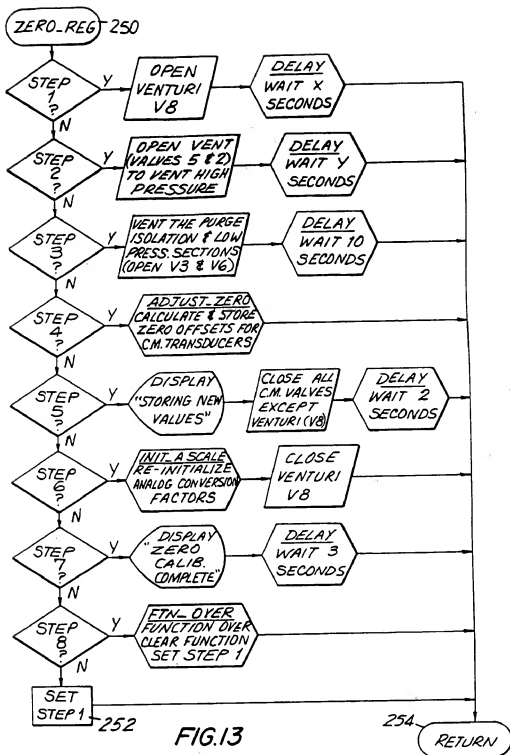 ZERO_REG
250
STEP
1
?
Y
N
OPEN
VENTURI
V8
DELAY
WAIT X
SECONDS
STEP
2
?
Y
N
OPEN VENT
(VALUES 5 & 2)
TO VENT HIGH
PRESSURE
DELAY
WAIT Y
SECONDS
STEP
3
?
Y
N
VENT THE PURGE
ISOLATION & LOW
PRESS. SECTIONS
(OPEN V3 & V6)
DELAY
WAIT 10
SECONDS
STEP
4
?
Y
N
ADJUST_ZERO
CALCULATE & STORE
ZERO OFFSETS FOR
C.M. TRANSDUCERS
STEP
5
?
Y
N
DISPLAY
"STORING NEW
VALUES"
CLOSE ALL
C.M. VALVES
EXCEPT
VENTURI (V8)
DELAY
WAIT 2
SECONDS
STEP
6
?
Y
N
INIT_A SCALE
RE-INITIALIZE
ANALOG CONVERSION
FACTORS
CLOSE
VENTURI
V8
STEP
7
?
Y
N
DISPLAY
"ZERO
CALIB.
COMPLETE"
DELAY
WAIT 3
SECONDS
STEP
8
?
Y
N
FTN_OVER
FUNCTION OVER
CLEAR FUNCTION
SET STEP 1
SET
STEP 1
252
254
RETURN
FIG.13